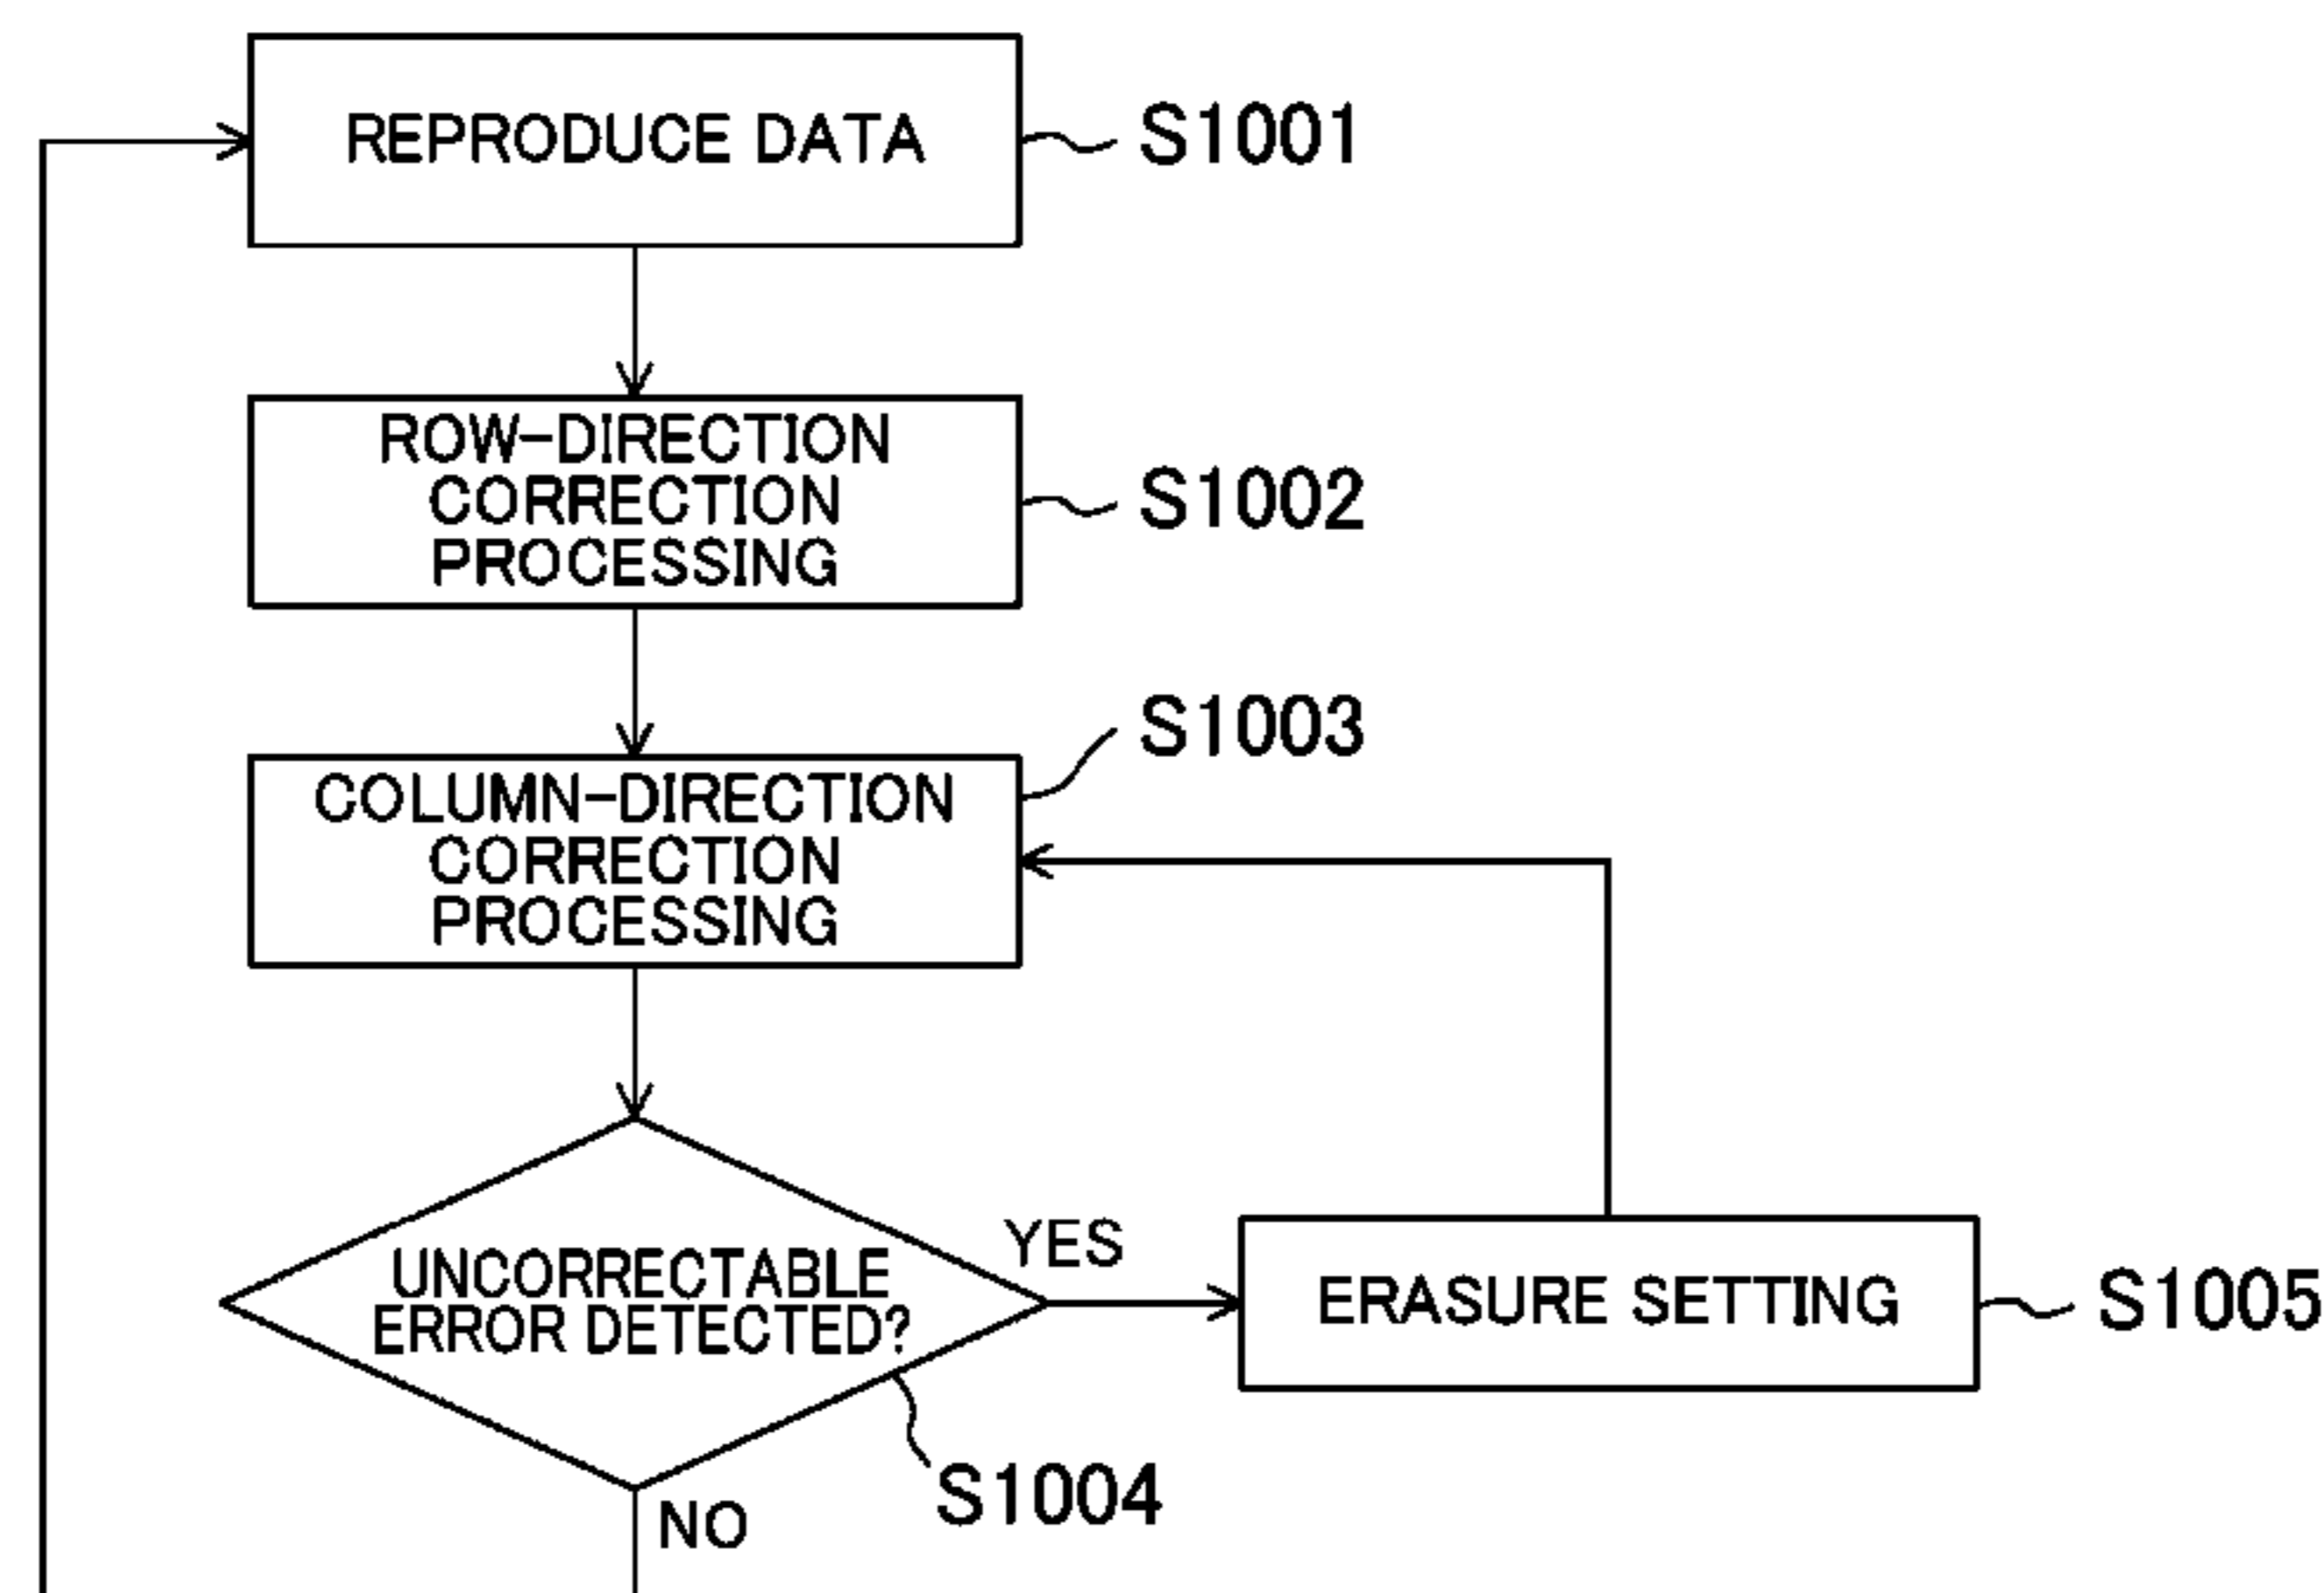 REPRODUCE DATA
S1001
ROW-DIRECTION
CORRECTION
PROCESSING
S1002
S1003
COLUMN-DIRECTION
CORRECTION
PROCESSING
UNCORRECTABLE
ERROR DETECTED?
YES
ERASURE SETTING
S1005
S1004
NO